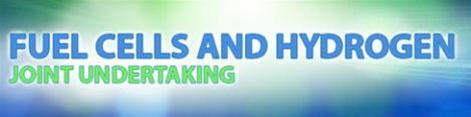 FUEL CELLS AND HYDROGEN
JOINT UNDERTAKING